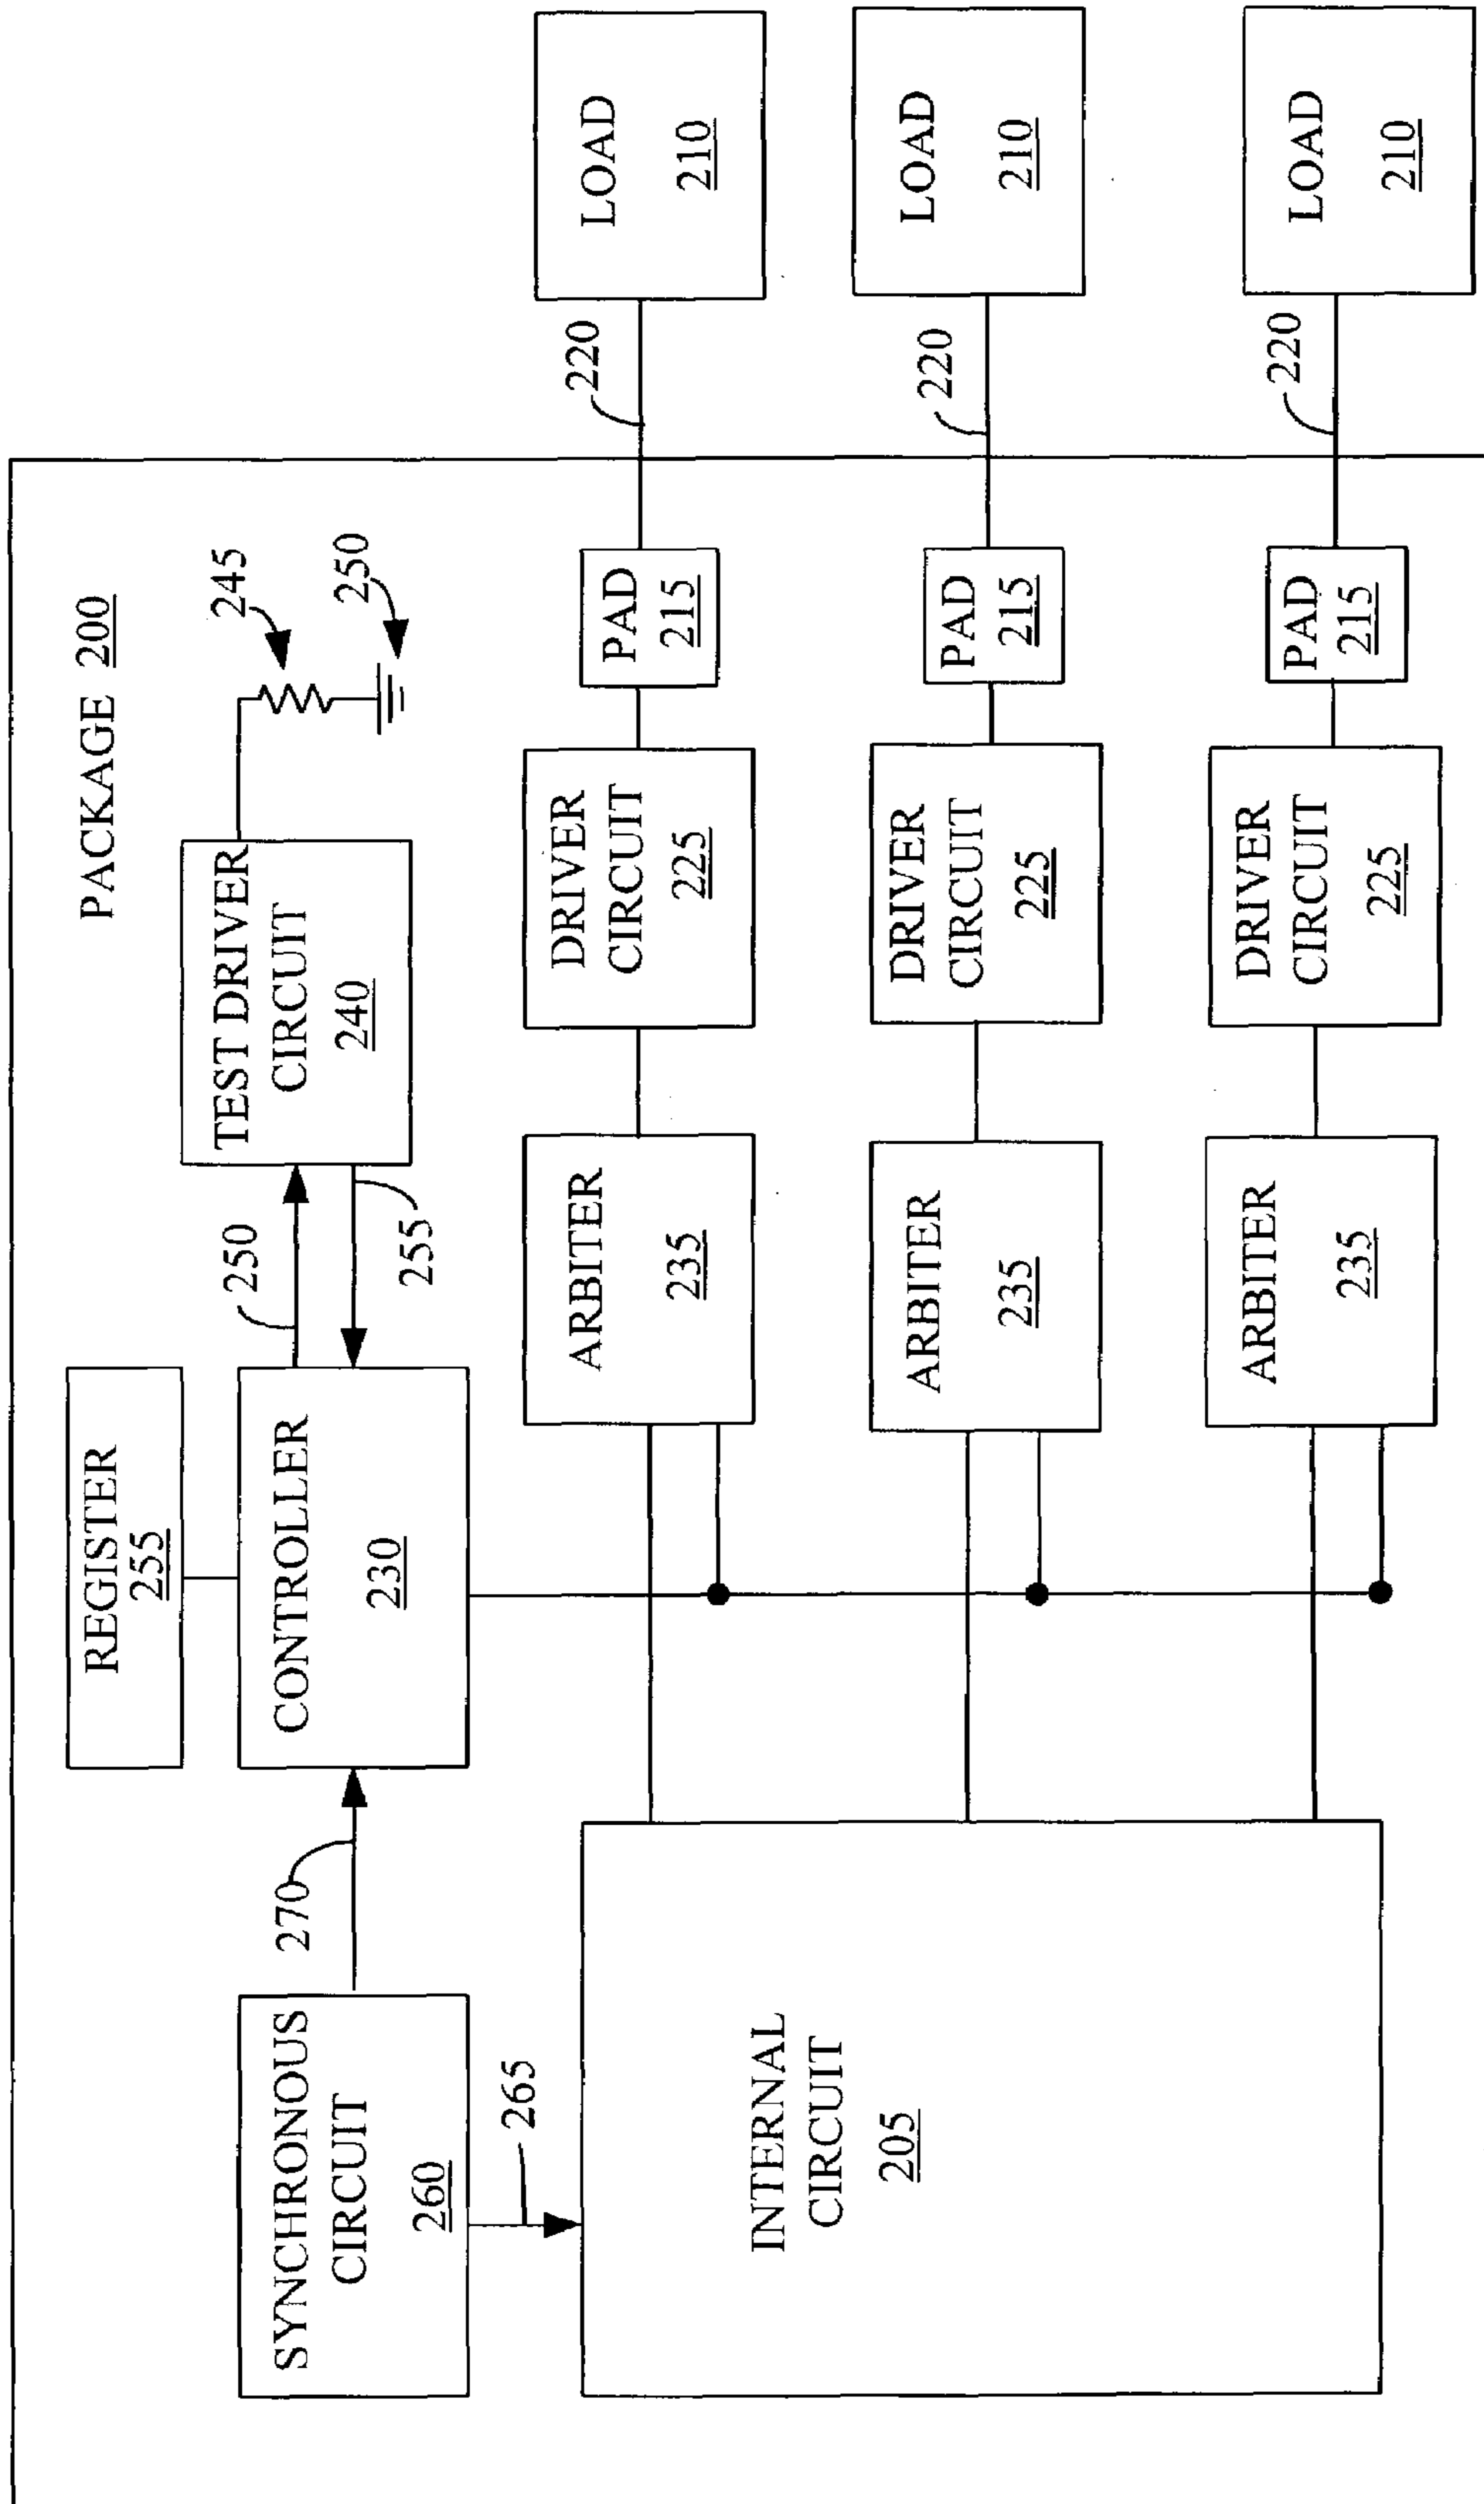 PACKAGE 200
REGISTER
255
SYNCHRONOUS
CIRCUIT
260
270
CONTROLLER
230
250
255
TEST DRIVER
CIRCUIT
240
245
250
265
INTERNAL
CIRCUIT
205
ARBITER
235
DRIVER
CIRCUIT
225
PAD
215
220
LOAD
210
ARBITER
235
DRIVER
CIRCUIT
225
PAD
215
220
LOAD
210
ARBITER
235
DRIVER
CIRCUIT
225
PAD
215
220
LOAD
210